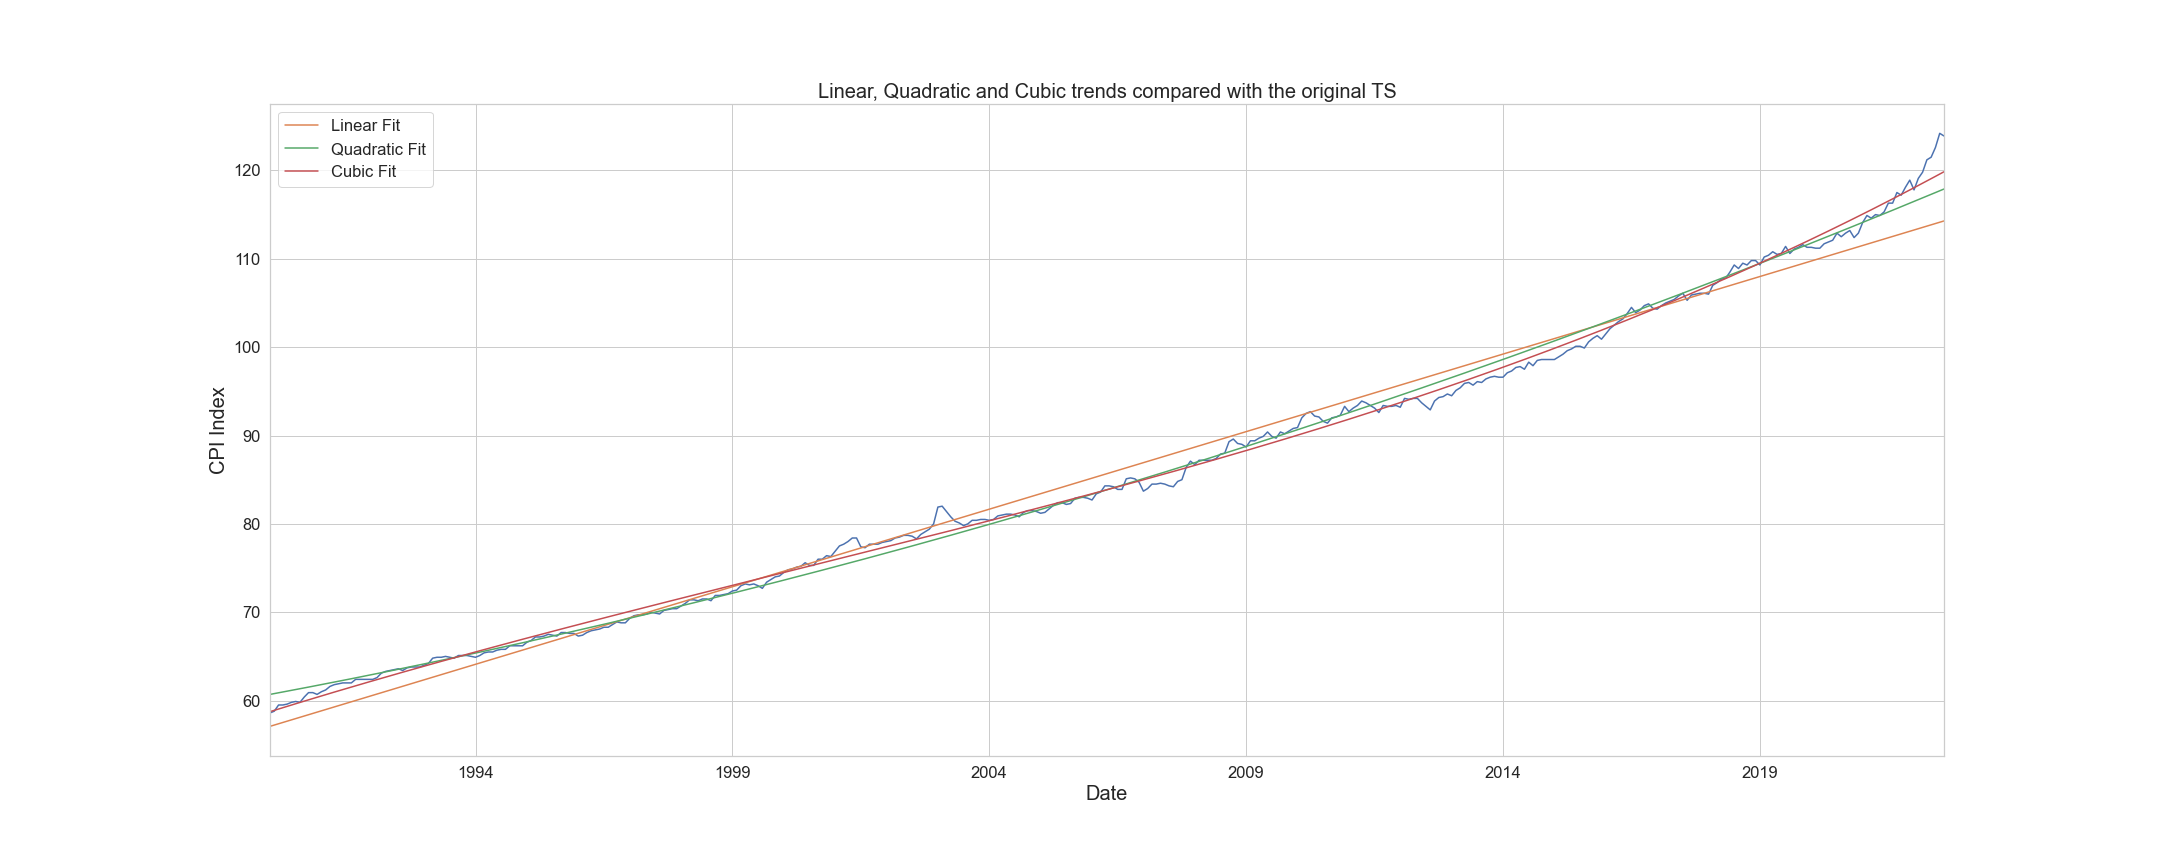 Linear, Quadratic and Cubic trends compared with the original TS
Linear Fit
Quadratic Fit
Cubic Fit
120
110
100
90
80
70
60
CPI Index
1994 1999 2004 2009 2014 2019
Date